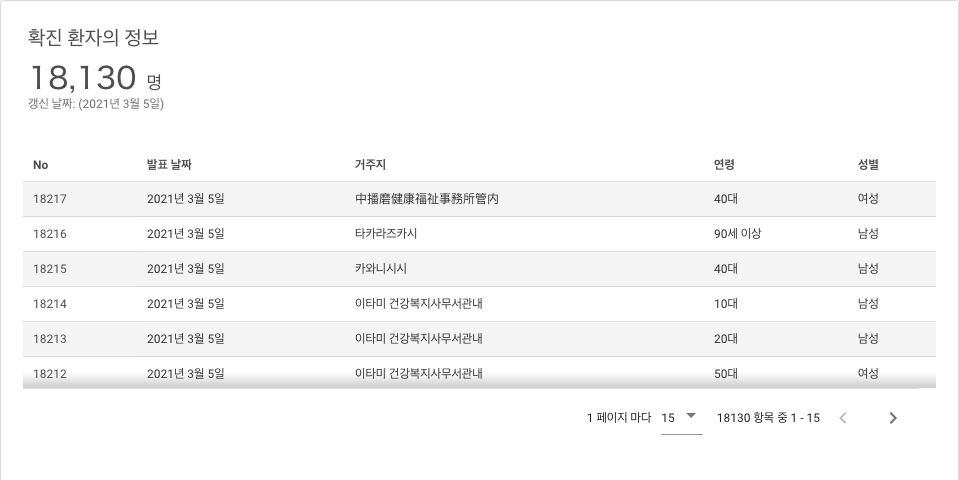 확진 환자의 정보
18,130 명
갱신 날짜: (2021년 3월 5일)
No 발표 날짜 거주지 연령 성별
18217 2021년 3월 5일 中播磨健康福祉事務所管内 40대 여성
18216 2021년 3월 5일 타카라즈카시 90세 이상 남성
18215 2021년 3월 5일 카와니시시 40대 남성
18214 2021년 3월 5일 이타미 건강복지사무서관내 10대 남성
18213 2021년 3월 5일 이타미 건강복지사무서관내 20대 남성
18212 2021년 3월 5일 이타미 건강복지사무서관내 50대 여성
1 페이지 마다 15 18130 항목 중 1 - 15